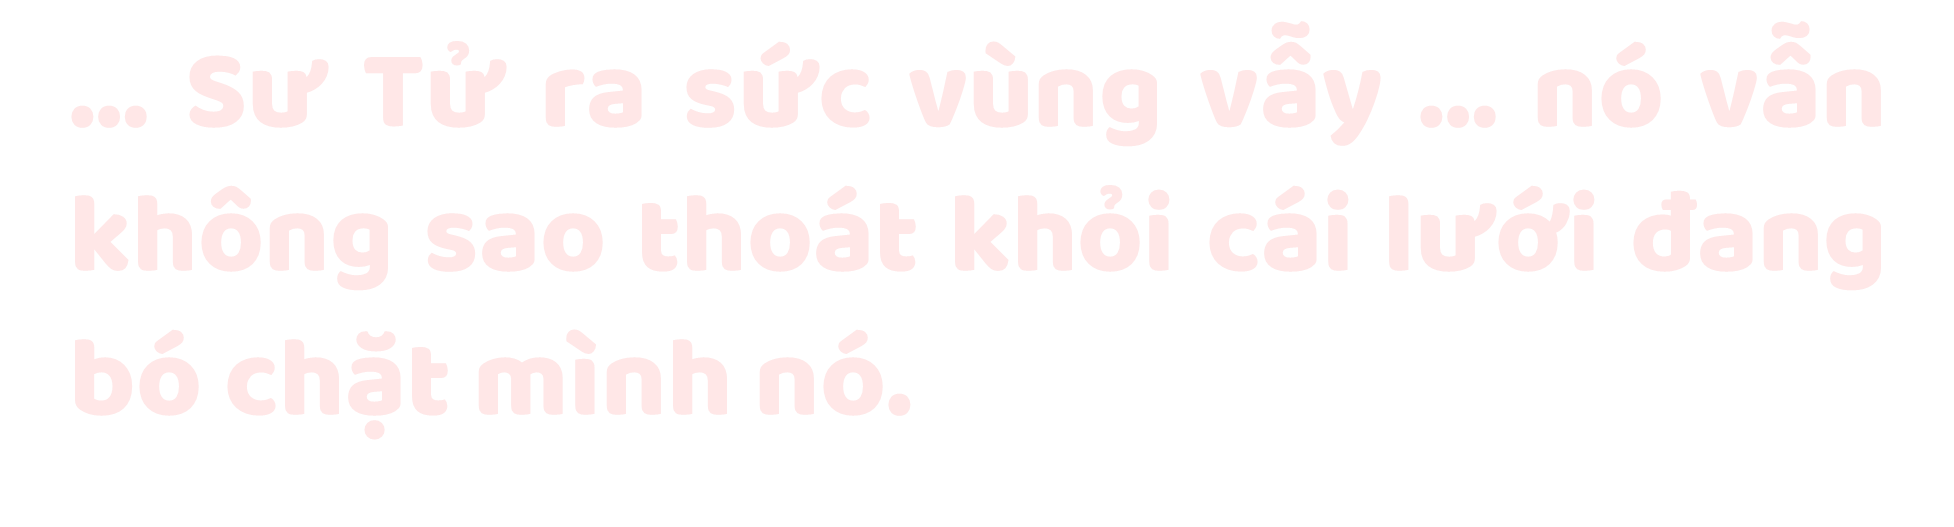 ... Sư Tử ra sức vùng vẫy ... nó vẫn
không sao thoát khỏi cái lưới đang
bó chặt mình nó.